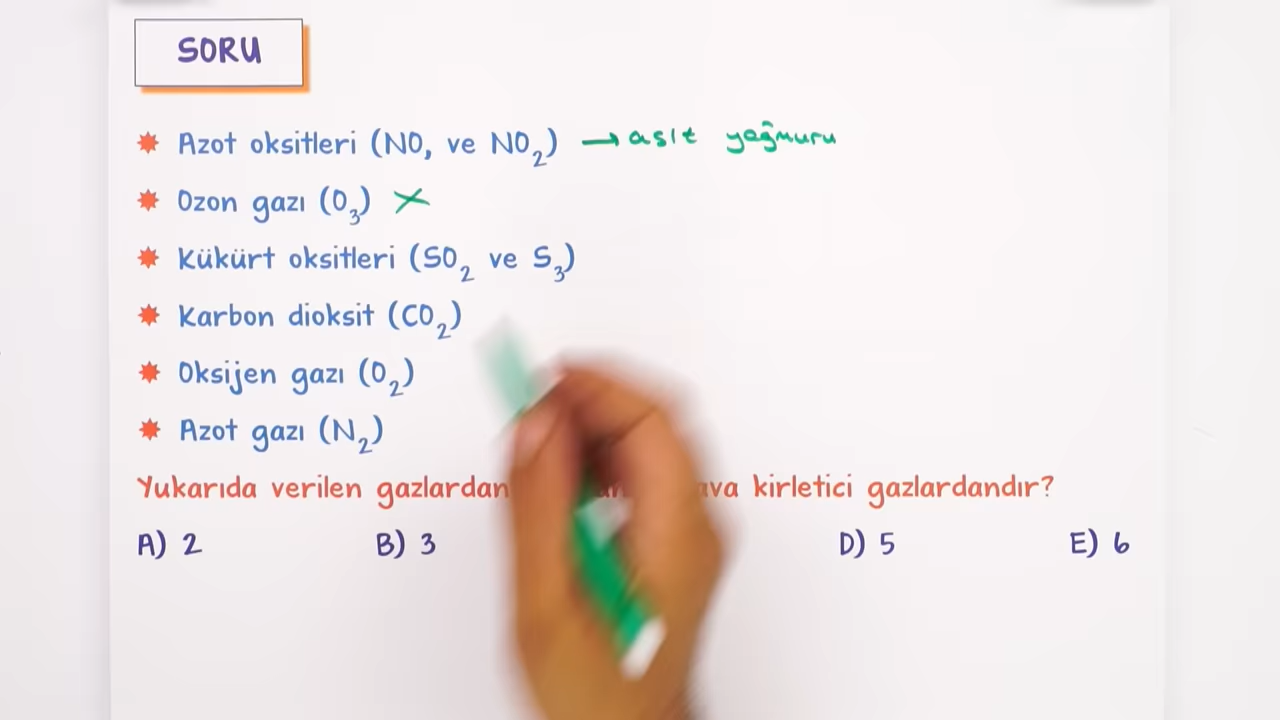 SORU
Azot oksitleri (NO, ve NO₂) → asit yağmuru
Ozon gazı (O₃) ×
Kükürt oksitleri (SO₂ ve S₃)
Karbon dioksit (CO₂)
Oksijen gazı (O₂)
Azot gazı (N₂)
Yukarıda verilen gazlardan kirletici gazlardandır?
A) 2 B) 3 D) 5 E) 6